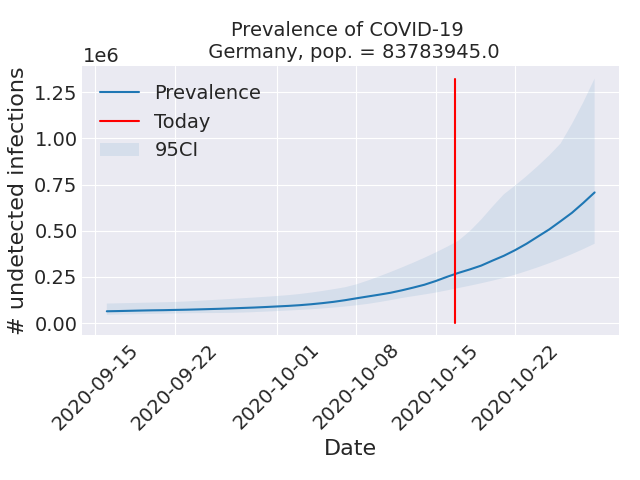 Prevalence of COVID-19
Germany, pop. = 83783945.0
1e6
Prevalence
Today
95CI
1.25
1.00
0.75
0.50
0.25
0.00
# undetected infections
2020-09-15
2020-09-22
2020-10-01
2020-10-08
2020-10-15
2020-10-22
Date